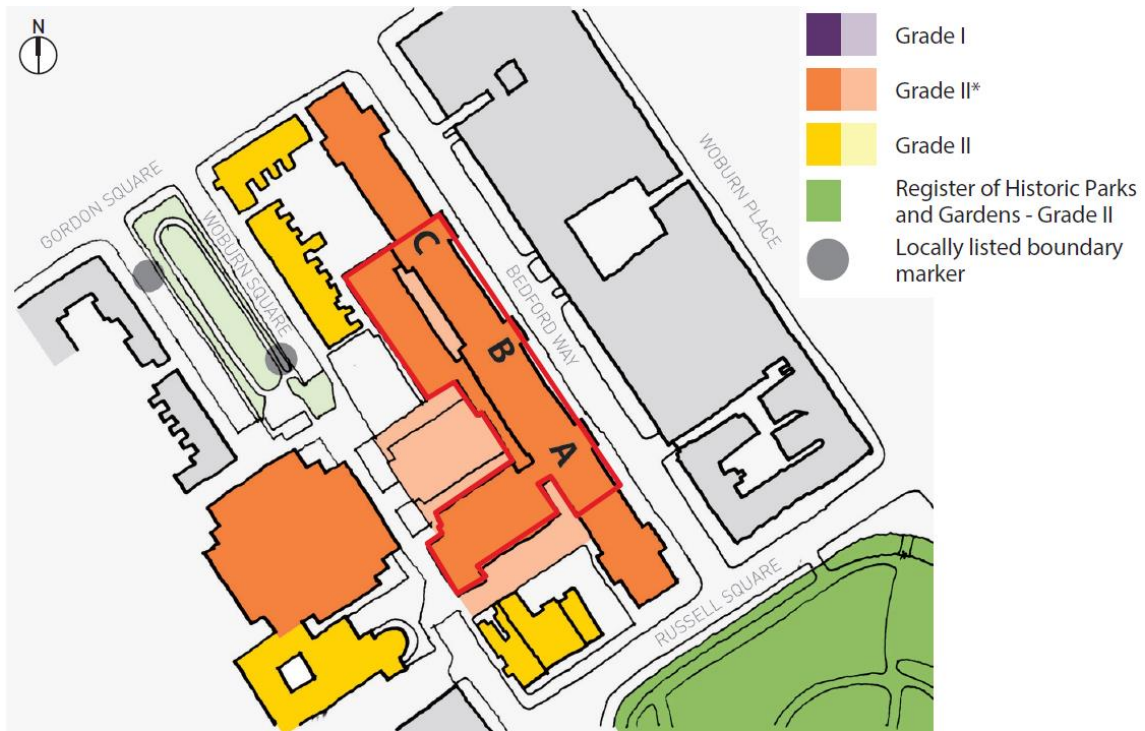 N
GORDON SQUARE
WOBURN SQUARE
C
B
A
BEDFORD WAY
WOBURN PLACE
RUSSELL SQUARE
Grade I
Grade II*
Grade II
Register of Historic Parks
and Gardens - Grade II
Locally listed boundary
marker